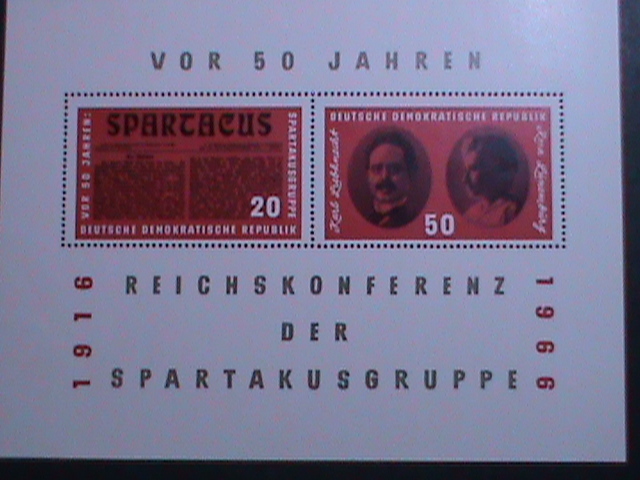 VOR 50 JAHREN
VOR 50 JAHREN:
SPARTACUS
SPARTAKUSGRUPPE
20
DEUTSCHE DEMOKRATISCHE REPUBLIK
DEUTSCHE DEMOKRATISCHE REPUBLIK
Karl Liebknecht
Rosa Luxemburg
50
1916
REICHSKONFERENZ
DER
SPARTAKUSGRUPPE
1966